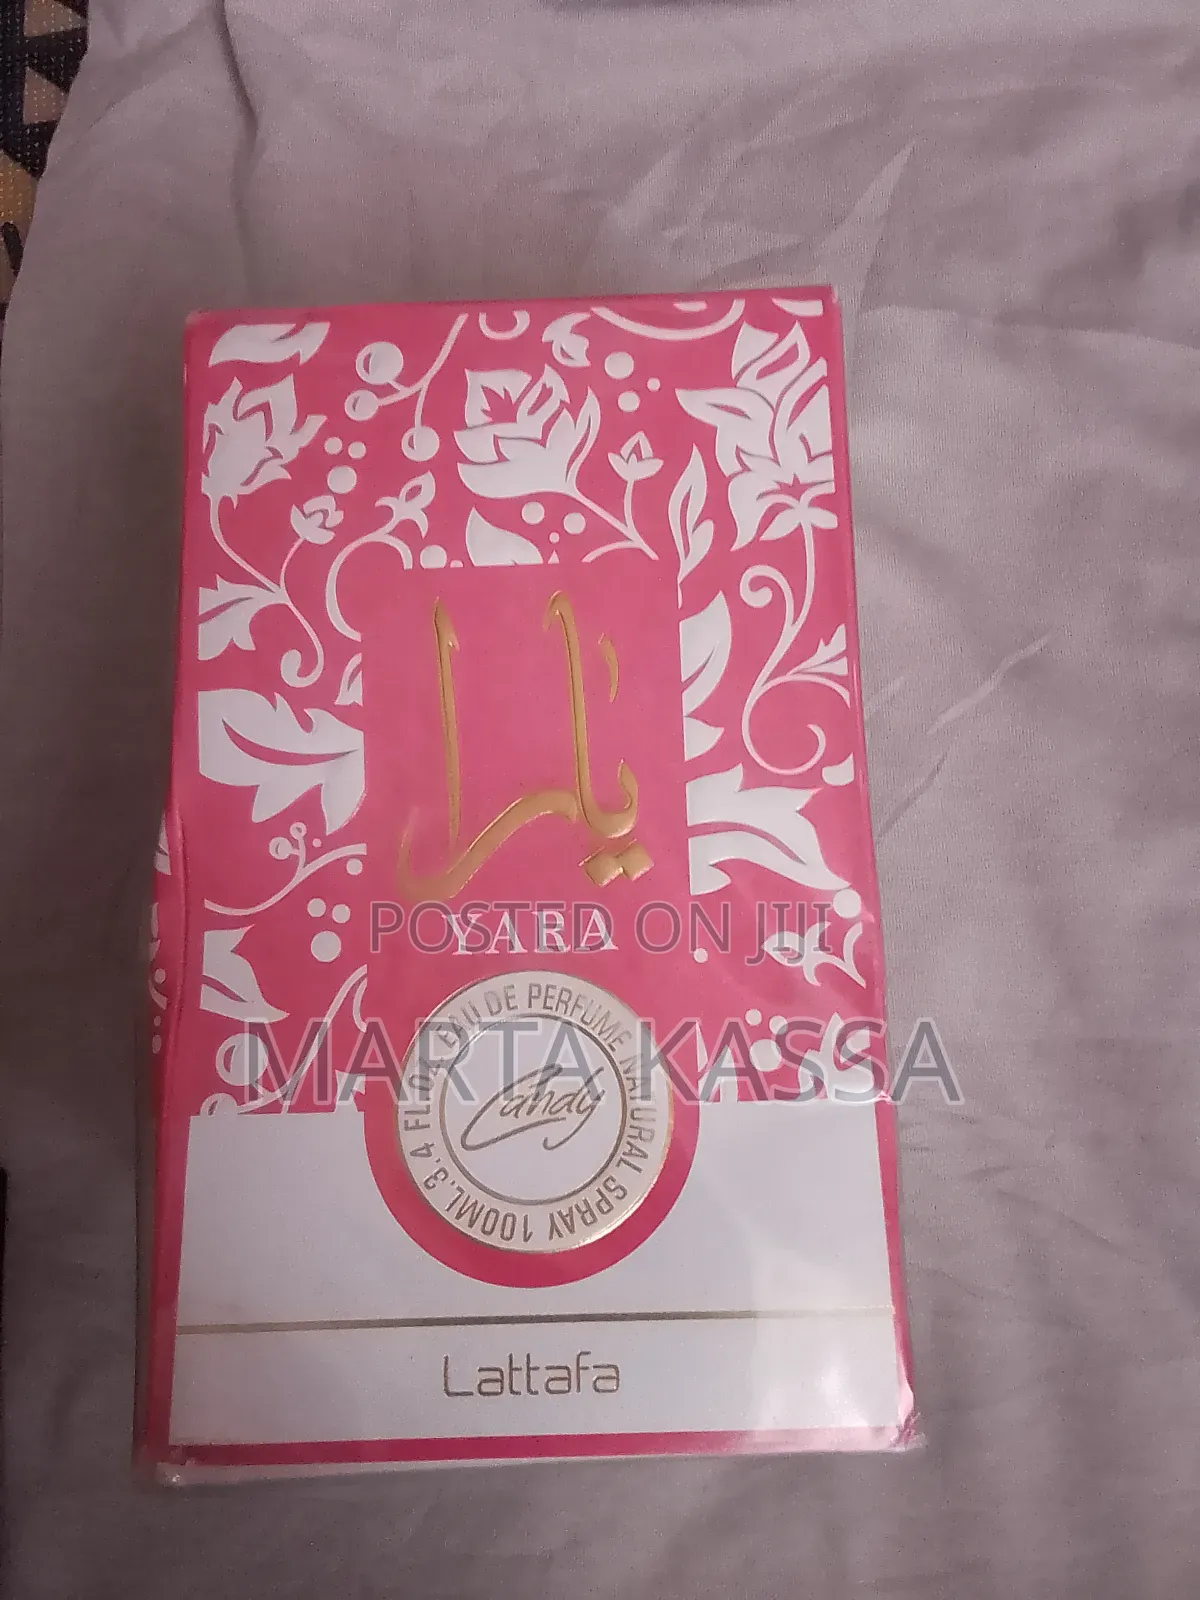 يارا
YARA
POSTED ON JIJI
MARTA KASSA
EAU DE PERFUME NATURAL SPRAY 100ML.3.4 FL.OZ
Candy
Lattafa